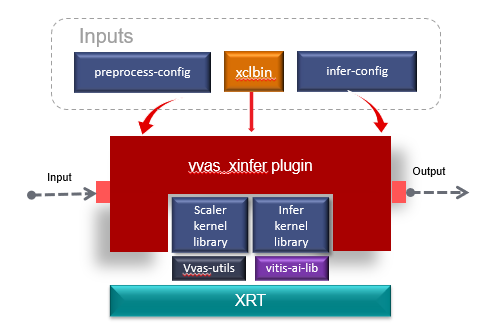 Inputs
preprocess-config
xclbin
infer-config
vvas_xinfer plugin
Input
Output
Scaler
kernel
library
Infer
kernel
library
Vvas-utils
vitis-ai-lib
XRT